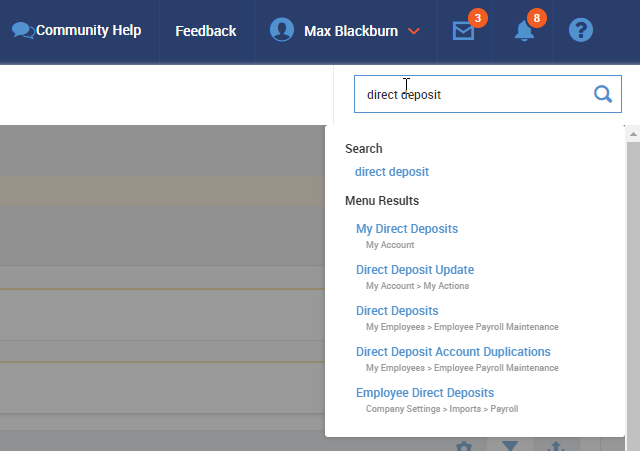 Community Help
Feedback
Max Blackburn
3
8
?
direct deposit
Search
direct deposit
Menu Results
My Direct Deposits
My Account
Direct Deposit Update
My Account > My Actions
Direct Deposits
My Employees > Employee Payroll Maintenance
Direct Deposit Account Duplications
My Employees > Employee Payroll Maintenance
Employee Direct Deposits
Company Settings > Imports > Payroll